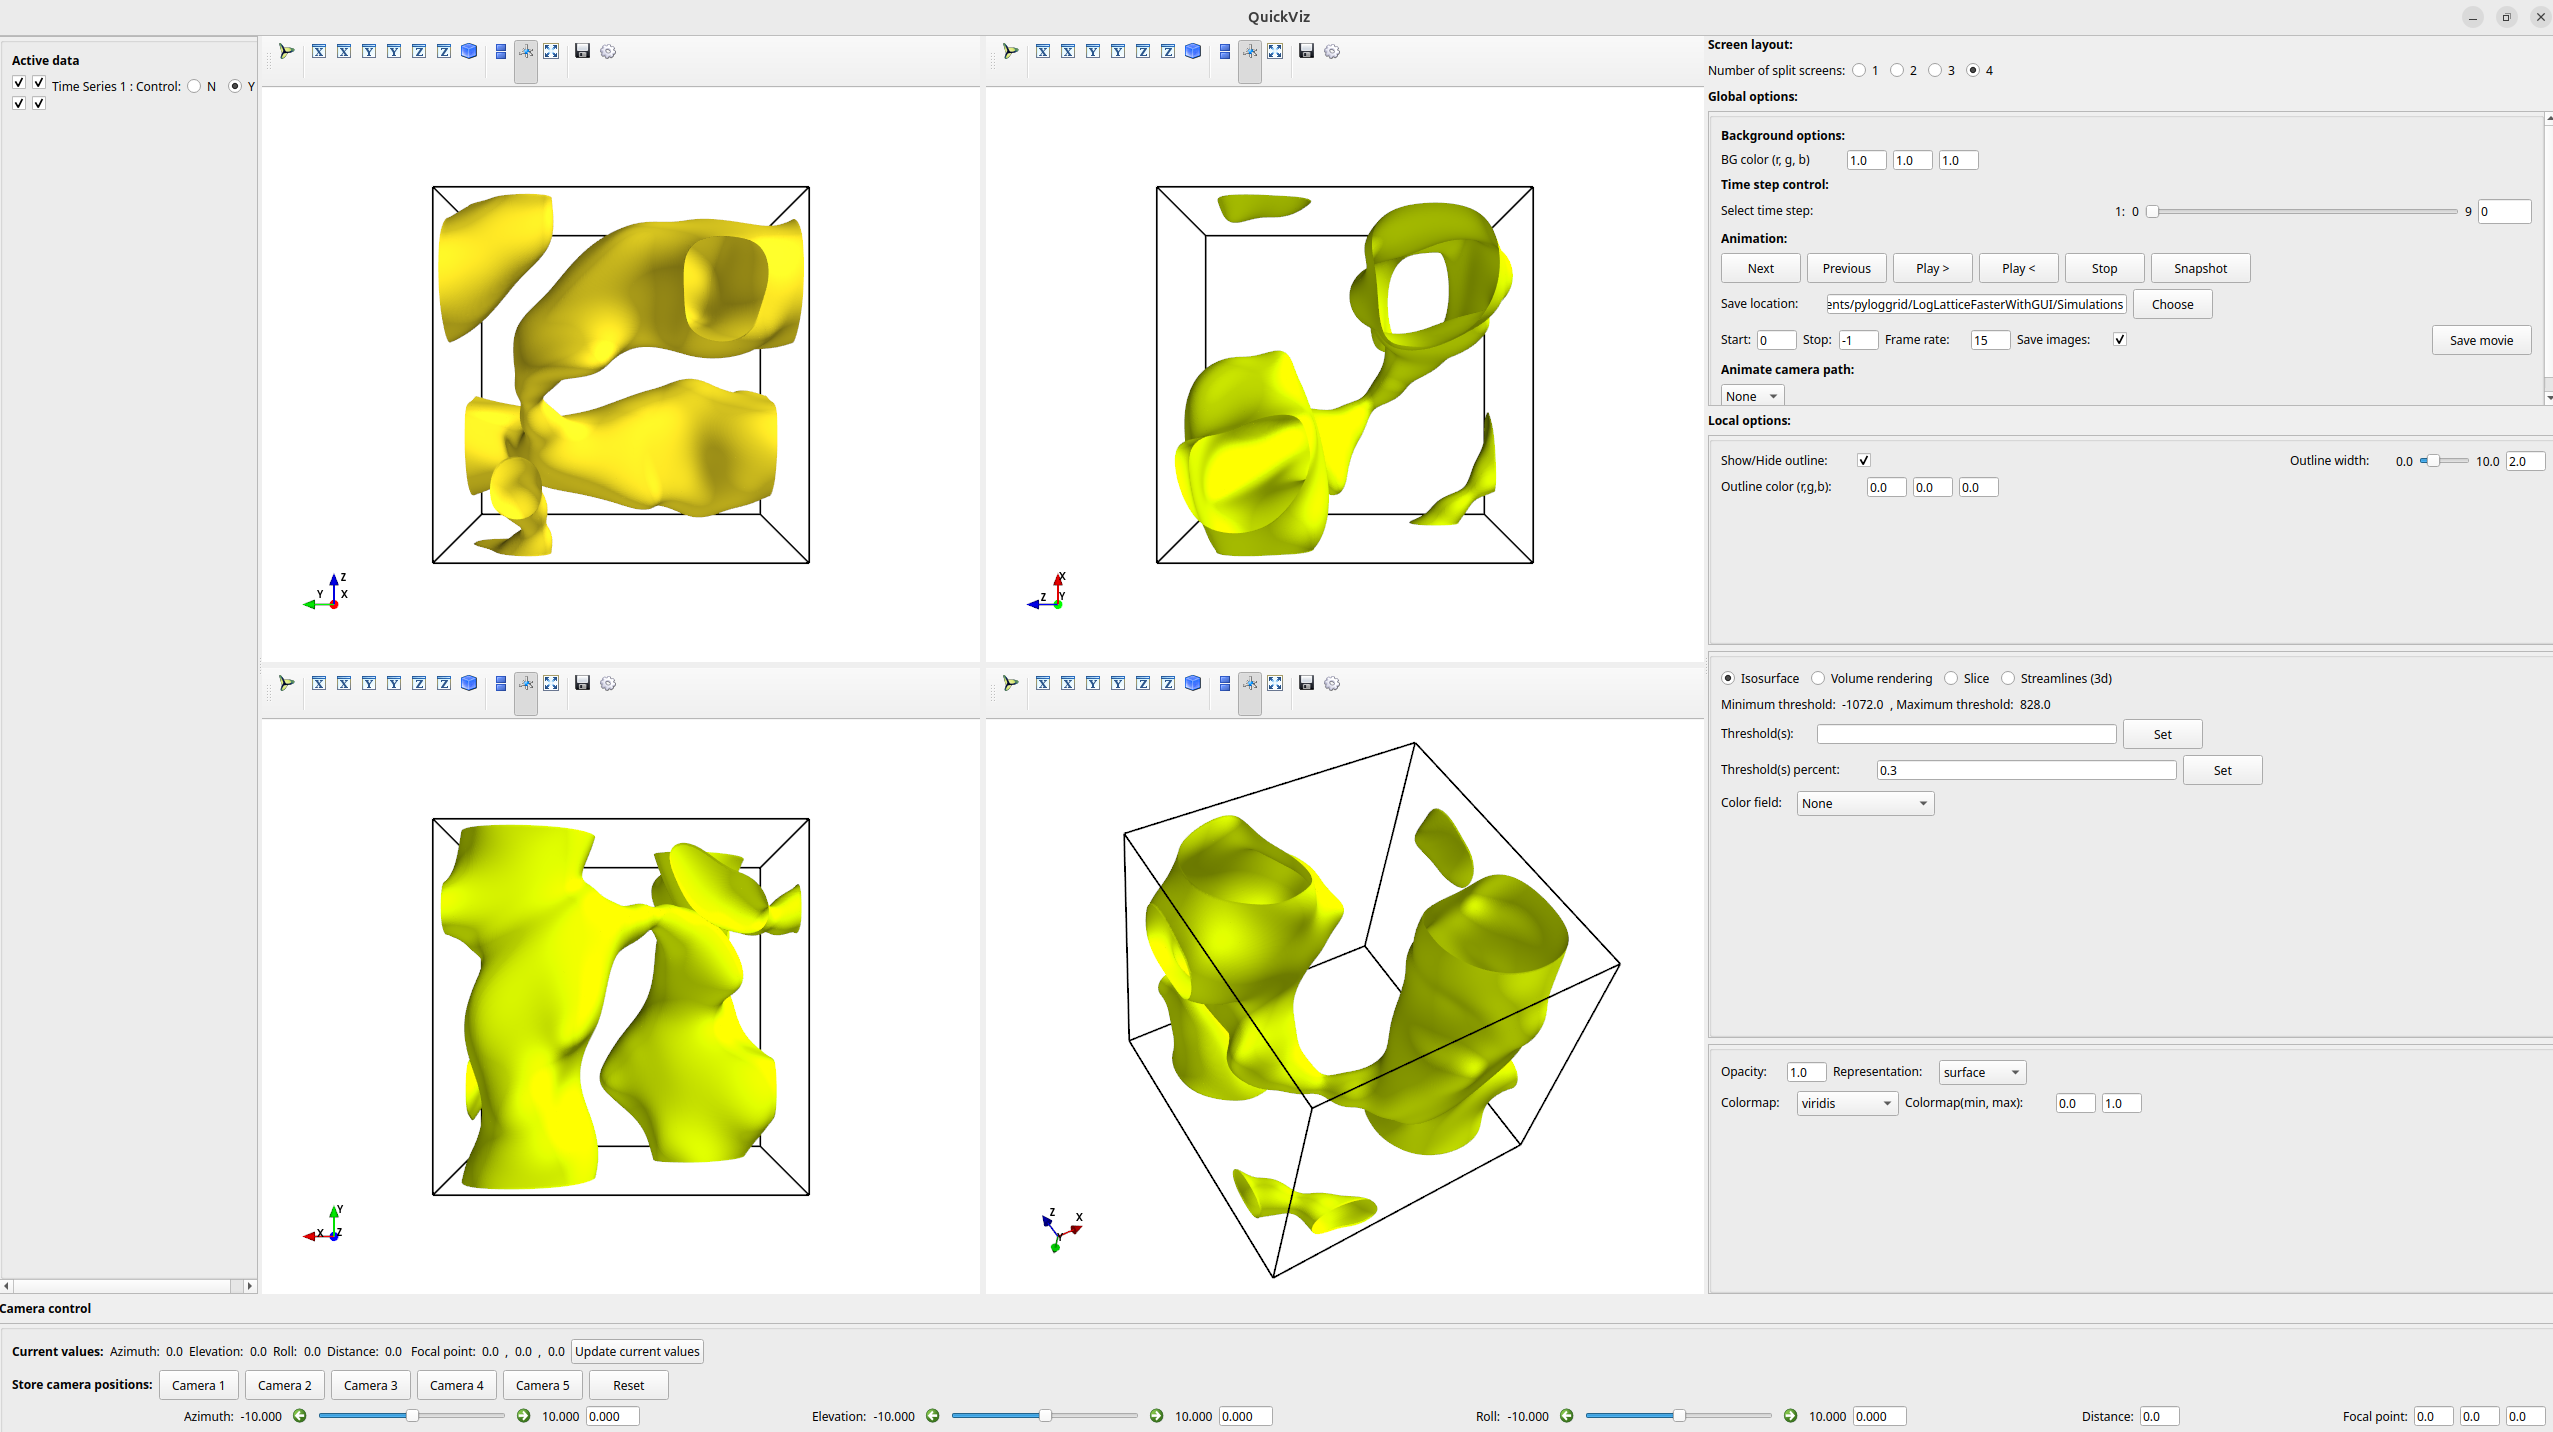 QuickViz
Active data
Time Series 1 : Control: N Y
X X Y Y Z Z
X X Y Y Z Z
Z
Y X
X
Z Y
X X Y Y Z Z
X X Y Y Z Z
Y
X Z
Z X
Y
Screen layout:
Number of split screens: 1 2 3 4
Global options:
Background options:
BG color (r, g, b) 1.0 1.0 1.0
Time step control:
Select time step: 1: 0 9 0
Animation:
Next Previous Play > Play < Stop Snapshot
Save location: ents/pyloggrid/LogLatticeFasterWithGUI/Simulations Choose
Start: 0 Stop: -1 Frame rate: 15 Save images: Save movie
Animate camera path:
None
Local options:
Show/Hide outline: Outline width: 0.0 10.0 2.0
Outline color (r,g,b): 0.0 0.0 0.0
Isosurface Volume rendering Slice Streamlines (3d)
Minimum threshold: -1072.0 , Maximum threshold: 828.0
Threshold(s): Set
Threshold(s) percent: 0.3 Set
Color field: None
Opacity: 1.0 Representation: surface
Colormap: viridis Colormap(min, max): 0.0 1.0
Camera control
Current values: Azimuth: 0.0 Elevation: 0.0 Roll: 0.0 Distance: 0.0 Focal point: 0.0 , 0.0 , 0.0 Update current values
Store camera positions: Camera 1 Camera 2 Camera 3 Camera 4 Camera 5 Reset
Azimuth: -10.000 10.000 0.000 Elevation: -10.000 10.000 0.000 Roll: -10.000 10.000 0.000 Distance: 0.0 Focal point: 0.0 0.0 0.0